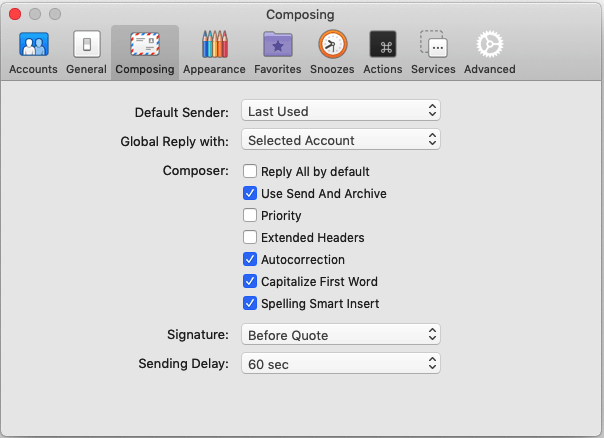 Composing
Accounts General Composing Appearance Favorites Snoozes Actions Services Advanced
Default Sender: Last Used
Global Reply with: Selected Account
Composer: Reply All by default
Use Send And Archive
Priority
Extended Headers
Autocorrection
Capitalize First Word
Spelling Smart Insert
Signature: Before Quote
Sending Delay: 60 sec